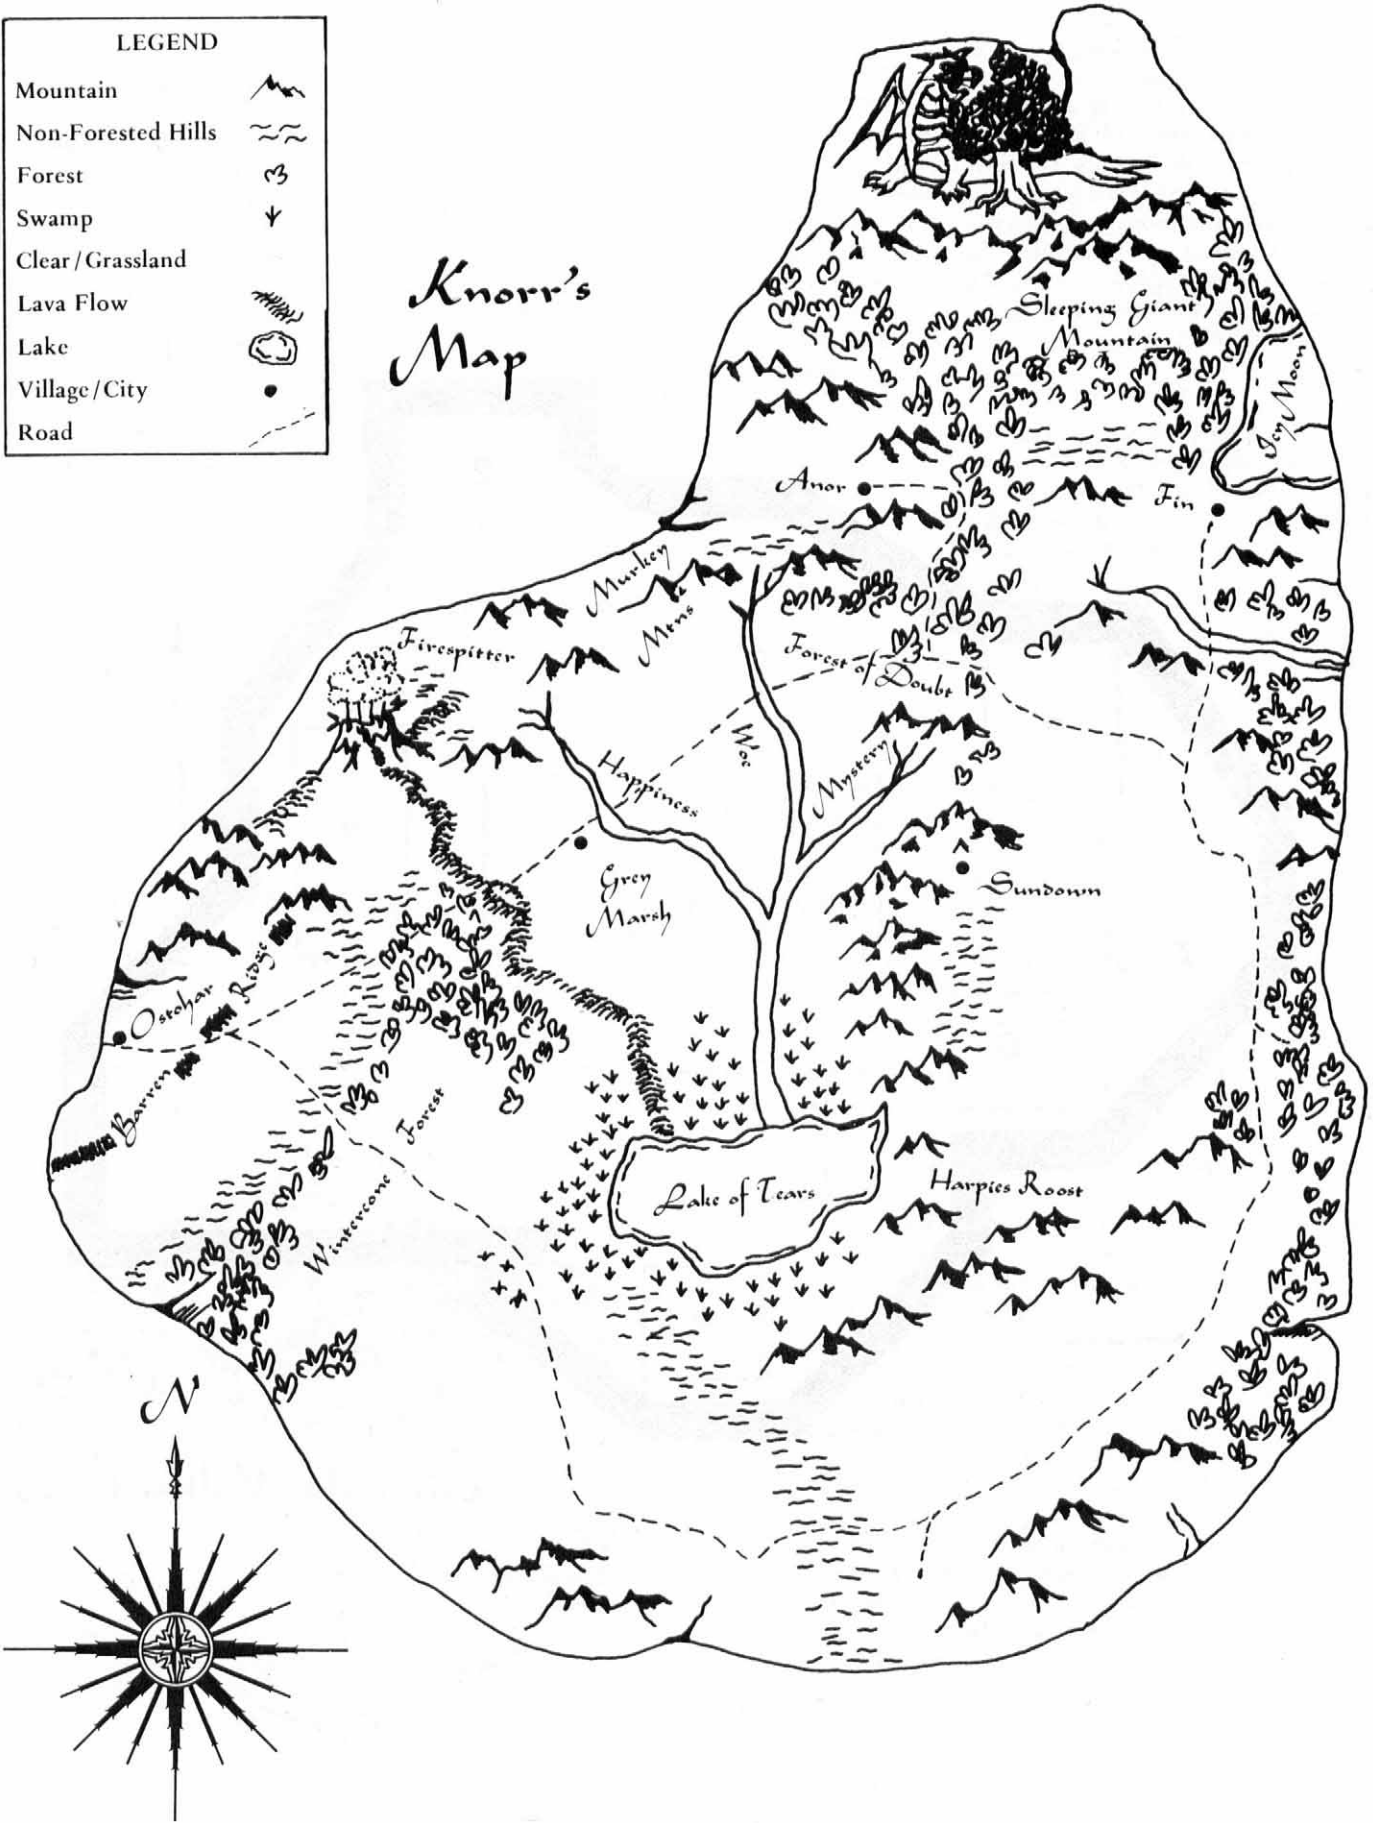 LEGEND
Mountain
Non-Forested Hills
Forest
Swamp
Clear/Grassland
Lava Flow
Lake
Village/City
Road
Knorr's
Map
Sleeping Giant
Mountain
Icy Moon
Anor
Fin
Murkey
Mtns
Firespitter
Forest of
Doubt
Woe
Happiness
Mystery
Grey
Marsh
Sundown
Ostohar
Barren Ridge
Wintercone Forest
Lake of Tears
Harpies Roost
N